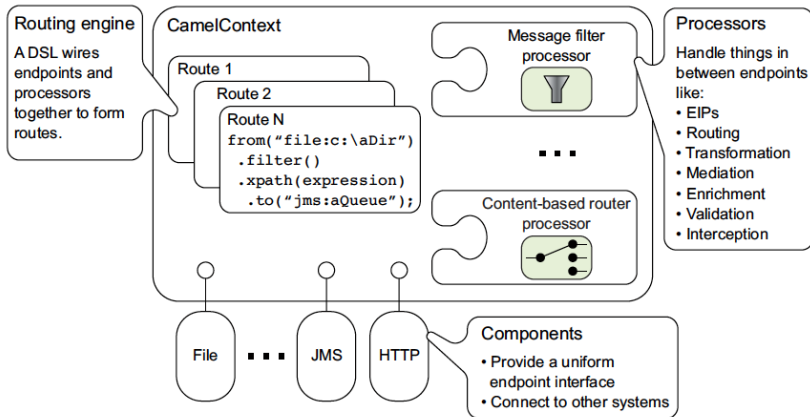 Routing engine
A DSL wires
endpoints and
processors
together to form
routes.
CamelContext
Route 1
Route 2
Route N
from(“file:c:\aDir”)
.filter()
.xpath(expression)
.to(“jms:aQueue”);
Message filter
processor
Content-based router
processor
Processors
Handle things in
between endpoints
like:
• EIPs
• Routing
• Transformation
• Mediation
• Enrichment
• Validation
• Interception
File
JMS
HTTP
Components
• Provide a uniform
endpoint interface
• Connect to other systems